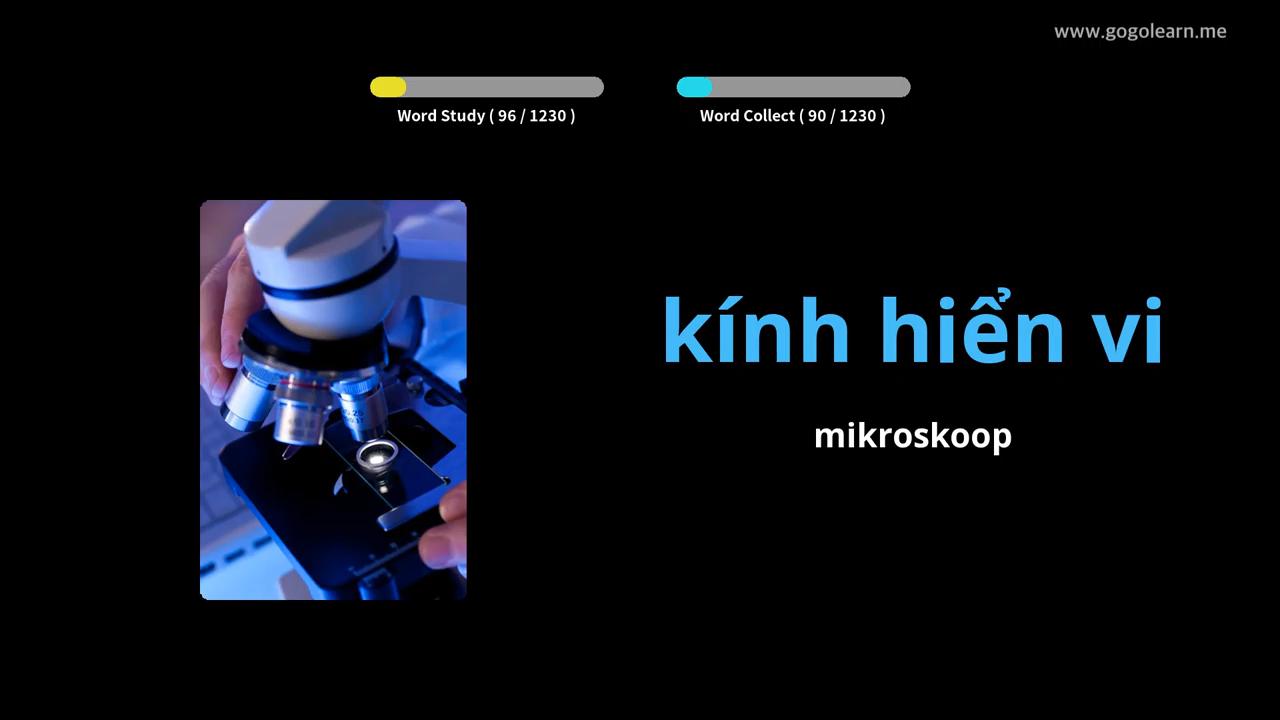 www.gogolearn.me
Word Study ( 96 / 1230 )
Word Collect ( 90 / 1230 )
kính hiển vi
mikroskoop